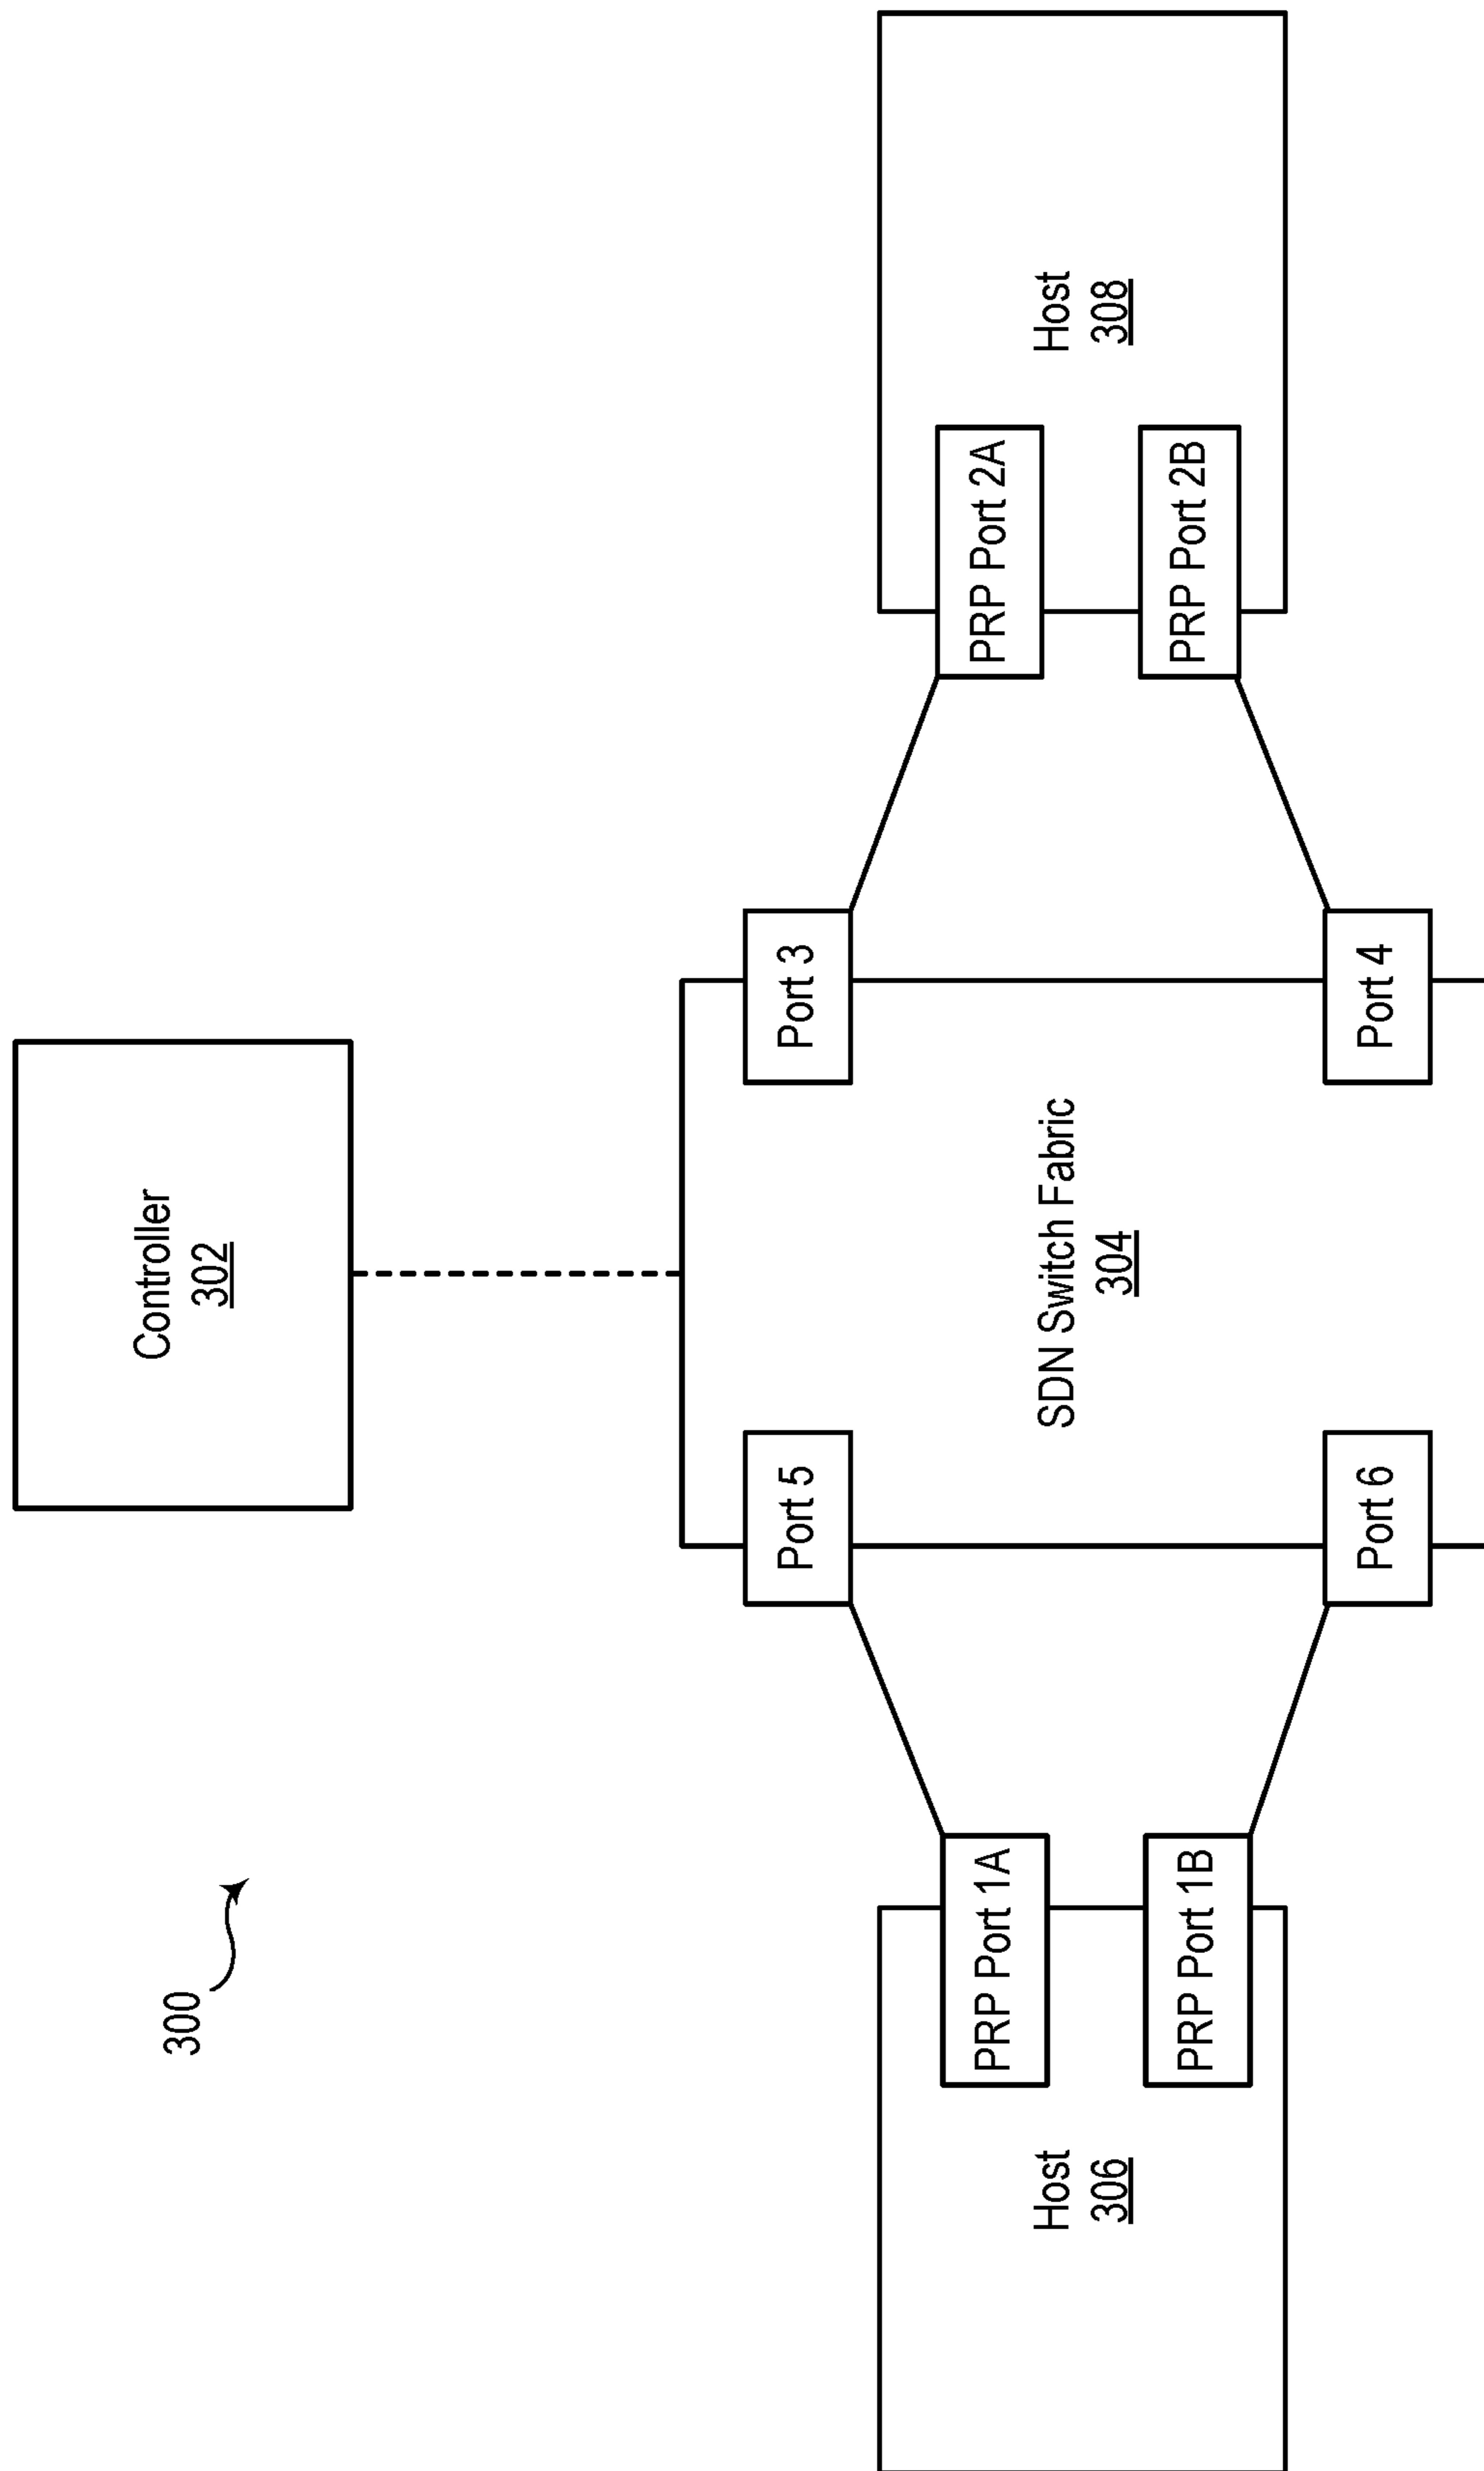 300
Controller
302
Port 5
Port 3
PRP Port 1A
PRP Port 2A
Host
306
SDN Switch Fabric
304
Host
308
PRP Port 1B
PRP Port 2B
Port 6
Port 4